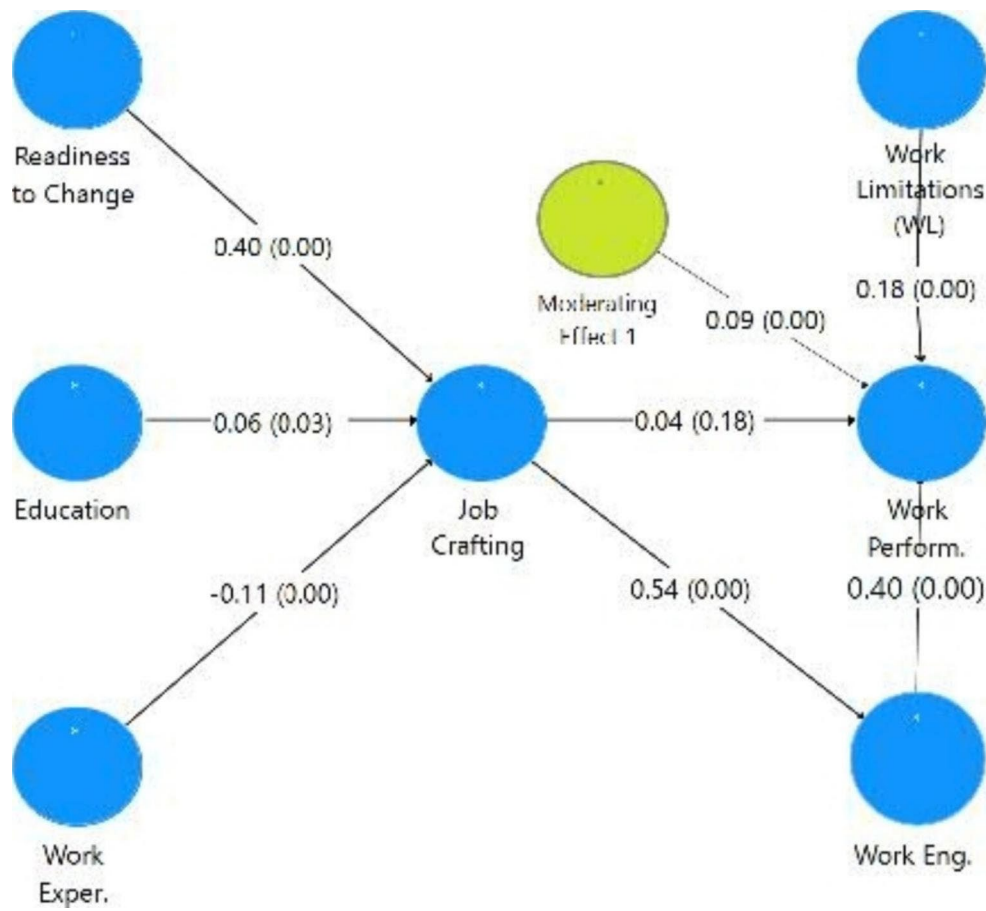 Readiness
to Change
Work
Limitations
(WL)
0.40 (0.00)
Moderating
Effect 1
0.09 (0.00)
0.18 (0.00)
0.06 (0.03)
0.04 (0.18)
Education
Job
Crafting
Work
Perform.
-0.11 (0.00)
0.54 (0.00)
0.40 (0.00)
Work
Exper.
Work Eng.